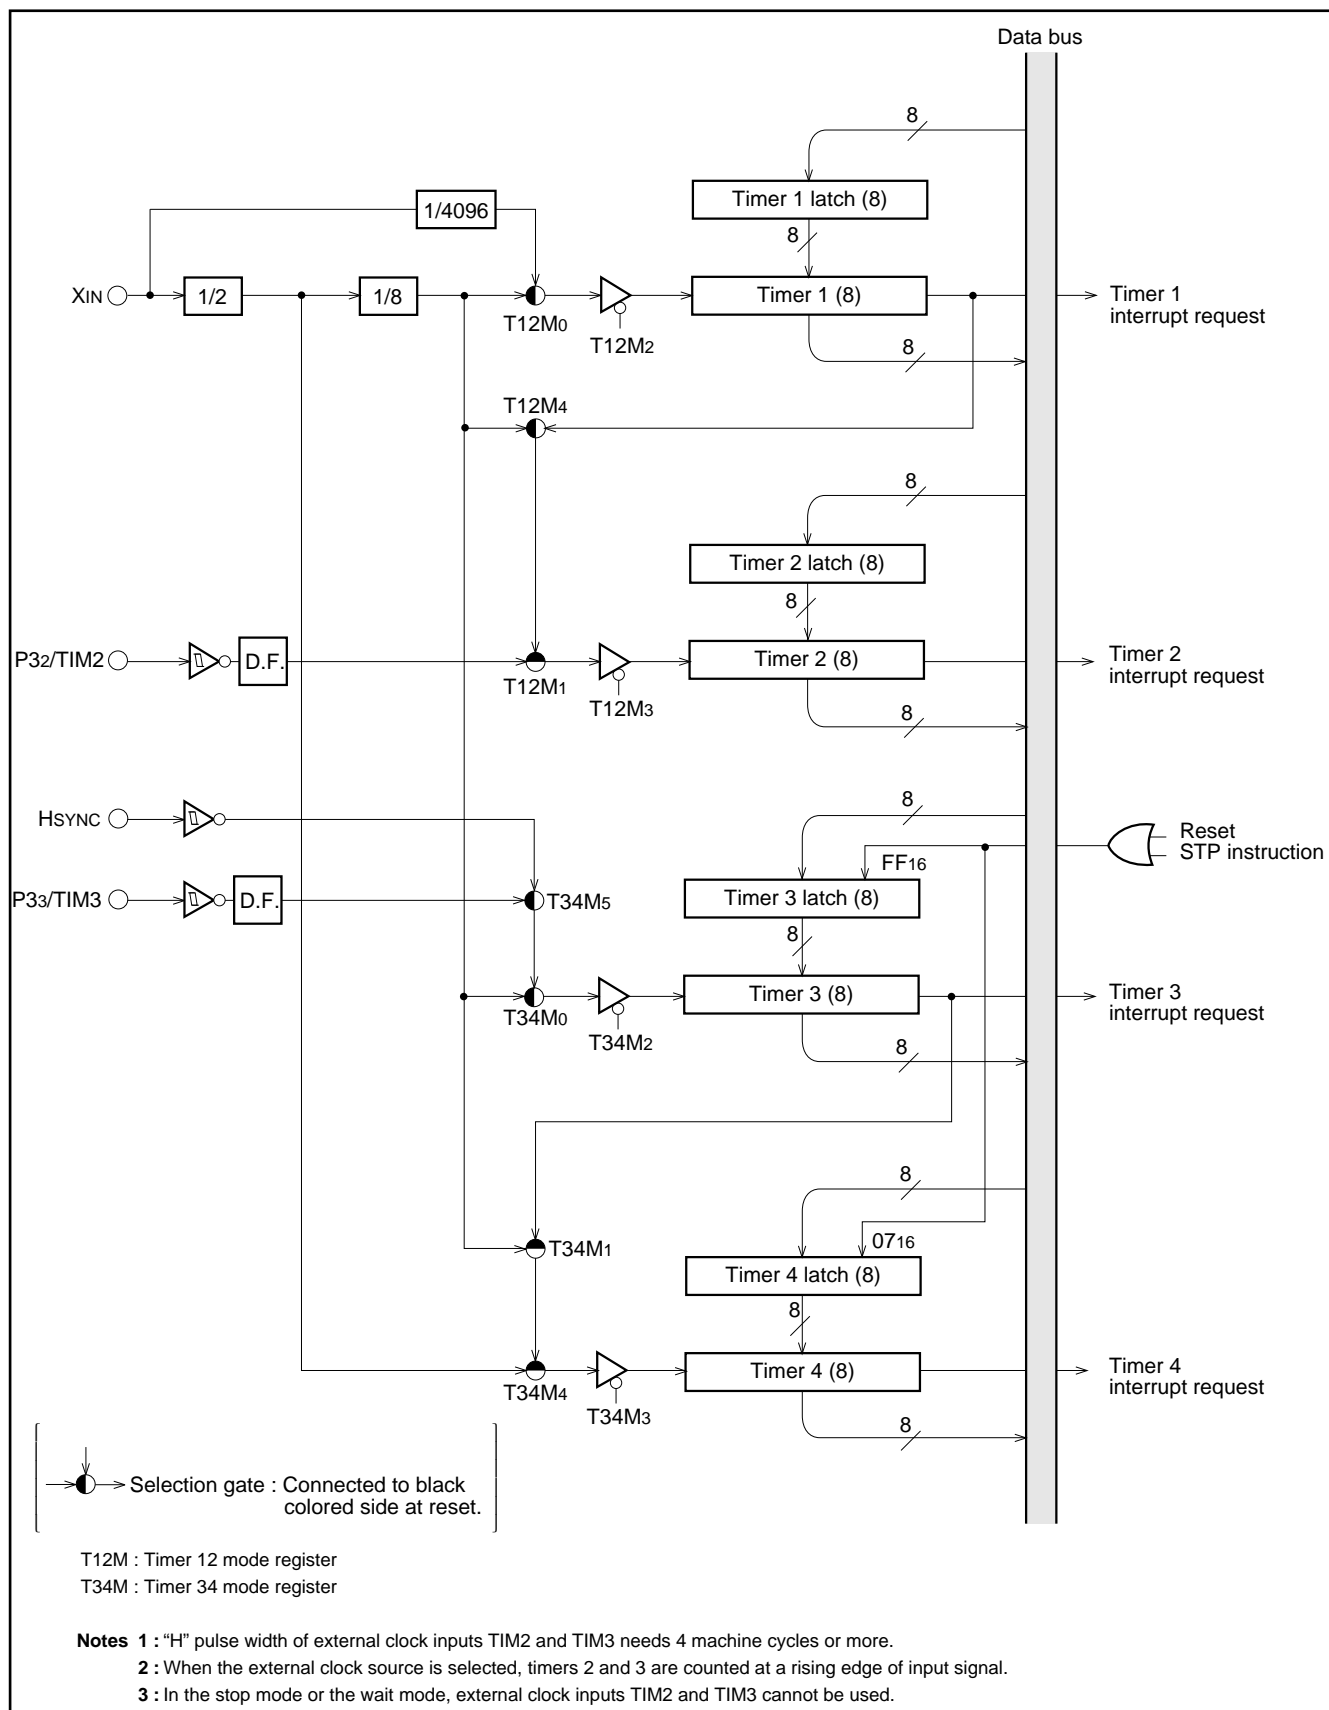 Data bus
8
Timer 1 latch (8)
1/4096
8
XIN
1/2
1/8
T12M0
T12M2
Timer 1 (8)
Timer 1
interrupt request
8
T12M4
8
Timer 2 latch (8)
8
P32/TIM2
D.F.
T12M1
T12M3
Timer 2 (8)
Timer 2
interrupt request
8
HSYNC
8
Reset
STP instruction
FF16
P33/TIM3
D.F.
T34M5
Timer 3 latch (8)
8
T34M0
T34M2
Timer 3 (8)
Timer 3
interrupt request
8
8
T34M1
0716
Timer 4 latch (8)
8
T34M4
T34M3
Timer 4 (8)
Timer 4
interrupt request
8
Selection gate : Connected to black
colored side at reset.
T12M : Timer 12 mode register
T34M : Timer 34 mode register
Notes 1 : “H” pulse width of external clock inputs TIM2 and TIM3 needs 4 machine cycles or more.
2 : When the external clock source is selected, timers 2 and 3 are counted at a rising edge of input signal.
3 : In the stop mode or the wait mode, external clock inputs TIM2 and TIM3 cannot be used.